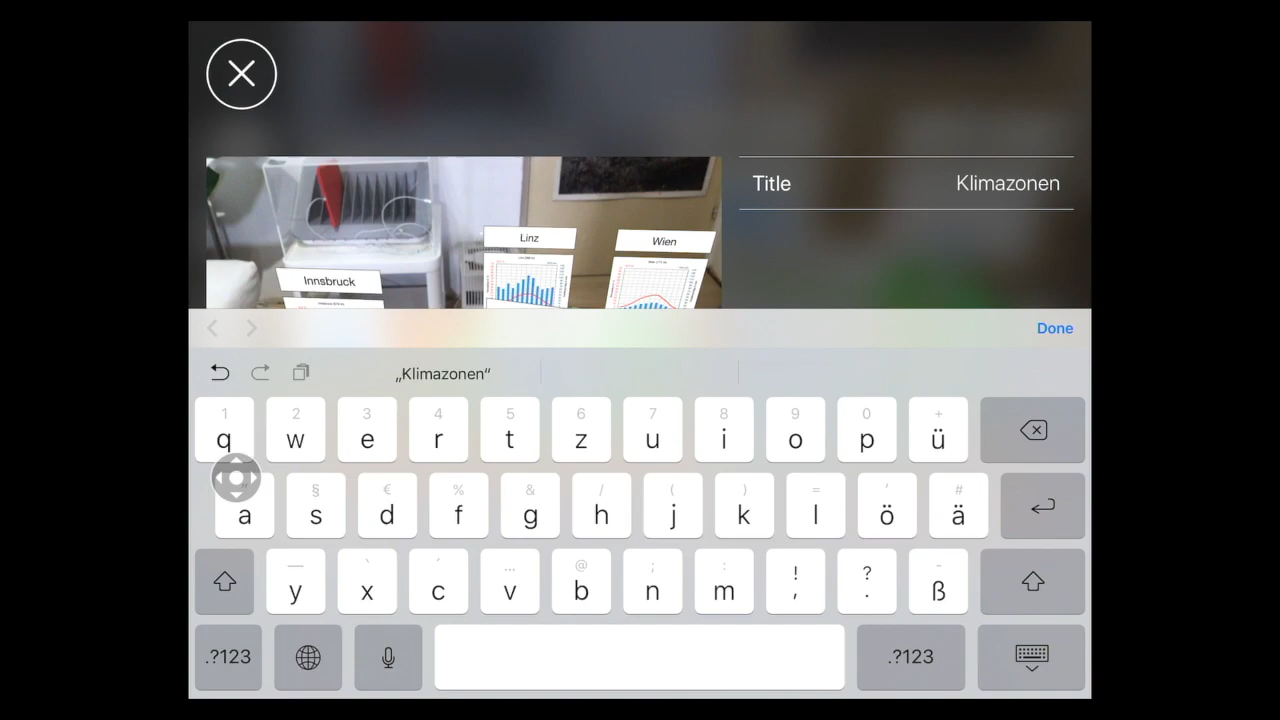 Title Klimazonen
Linz
Wien
Innsbruck
Done
„Klimazonen“
1 2 3 4 5 6 7 8 9 0 +
q w e r t z u i o p ü
§ € % & / ( ) = ' #
a s d f g h j k l ö ä
— ` ´ … @ ; : ! ? -
y x c v b n m , . ß
.?123 .?123